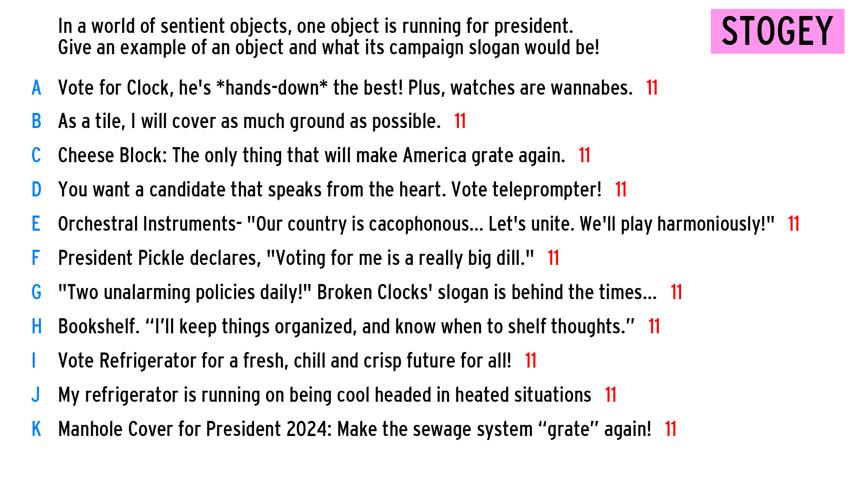 In a world of sentient objects, one object is running for president.
Give an example of an object and what its campaign slogan would be!
STOGEY
A Vote for Clock, he's *hands-down* the best! Plus, watches are wannabes. 11
B As a tile, I will cover as much ground as possible. 11
C Cheese Block: The only thing that will make America grate again. 11
D You want a candidate that speaks from the heart. Vote teleprompter! 11
E Orchestral Instruments- "Our country is cacophonous... Let's unite. We'll play harmoniously!" 11
F President Pickle declares, "Voting for me is a really big dill." 11
G "Two unalarming policies daily!" Broken Clocks' slogan is behind the times... 11
H Bookshelf. “I’ll keep things organized, and know when to shelf thoughts.” 11
I Vote Refrigerator for a fresh, chill and crisp future for all! 11
J My refrigerator is running on being cool headed in heated situations 11
K Manhole Cover for President 2024: Make the sewage system “grate” again! 11